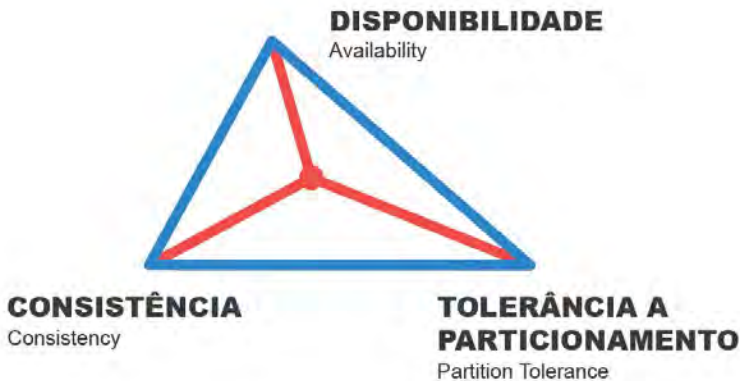 DISPONIBILIDADE
Availability
CONSISTÊNCIA
Consistency
TOLERÂNCIA A
PARTICIONAMENTO
Partition Tolerance